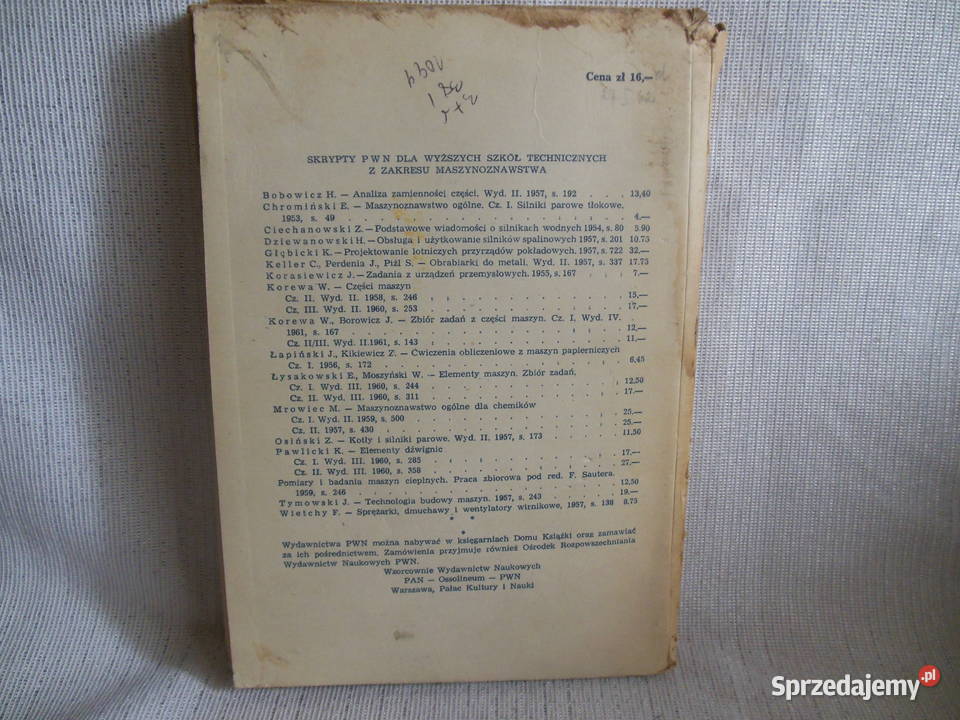 Cena zł 16,—
SKRYPTY PWN DLA WYŻSZYCH SZKÓŁ TECHNICZNYCH
Z ZAKRESU MASZYNOZNAWSTWA
Bobowicz H. — Analiza zamienności części. Wyd. II. 1957, s. 192 . . . 13,40
Chromiński E. — Maszynoznawstwo ogólne. Cz. I. Silniki parowe tłokowe.
1953, s. 49 . . . . . . . . . . . . 4.—
Ciechanowski Z. — Podstawowe wiadomości o silnikach wodnych 1954, s. 80 5.90
Dziewanowski H. — Obsługa i użytkowanie silników spalinowych 1957, s. 201 10.75
Głębicki K. — Projektowanie lotniczych przyrządów pokładowych. 1957, s. 722 32.—
Keller C., Perdenia J., Piźl S. — Obrabiarki do metali. Wyd. II. 1957, s. 337 17.75
Korasiewicz J. — Zadania z urządzeń przemysłowych. 1955, s. 167 . . . 7,—
Korewa W. — Części maszyn
Cz. II. Wyd. II. 1958, s. 246 . . . . . . . . . 15,—
Cz. III. Wyd. II. 1960, s. 253 . . . . . . . . . 17,—
Korewa W., Borowicz J. — Zbiór zadań z części maszyn. Cz. I, Wyd. IV.
1961, s. 167 . . . . . . . . . . . . 12,—
Cz. II/III. Wyd. II.1961, s. 143 . . . . . . . . . 11.—
Łapiński J., Kikiewicz Z. — Ćwiczenia obliczeniowe z maszyn papierniczych
Cz. I. 1956, s. 172 . . . . . . . . . . . 6,45
Łysakowski E., Moszyński W. — Elementy maszyn. Zbiór zadań.
Cz. I. Wyd. III. 1960, s. 244 . . . . . . . . . 12,50
Cz. II. Wyd. III. 1960, s. 311 . . . . . . . . . 17.—
Mrowiec M. — Maszynoznawstwo ogólne dla chemików
Cz. I. Wyd. II. 1959, s. 500 . . . . . . . . . 25.—
Cz. II. 1957, s. 430 . . . . . . . . . . . 25.—
Osiński Z. — Kotły i silniki parowe. Wyd. II. 1957, s. 173 . . . . . 11,50
Pawlicki K. — Elementy dźwignic
Cz. I. Wyd. III. 1960, s. 285 . . . . . . . . . 17.—
Cz. II. Wyd. III. 1960, s. 358 . . . . . . . . . 27.—
Pomiary i badania maszyn cieplnych. Praca zbiorowa pod red. F. Sautera.
1959, s. 246 . . . . . . . . . . . . 12,50
Tymowski J. — Technologia budowy maszyn. 1957, s. 243 . . . . . 19.—
Wietchy F. — Sprężarki, dmuchawy i wentylatory wirnikowe, 1957, s. 138 8.75
* *
*
Wydawnictwa PWN można nabywać w księgarniach Domu Książki oraz zamawiać
za ich pośrednictwem. Zamówienia przyjmuje również Ośrodek Rozpowszechniania
Wydawnictw Naukowych PWN.
Wzorcownie Wydawnictw Naukowych
PAN — Ossolineum — PWN
Warszawa, Pałac Kultury i Nauki
Sprzedajemy.pl